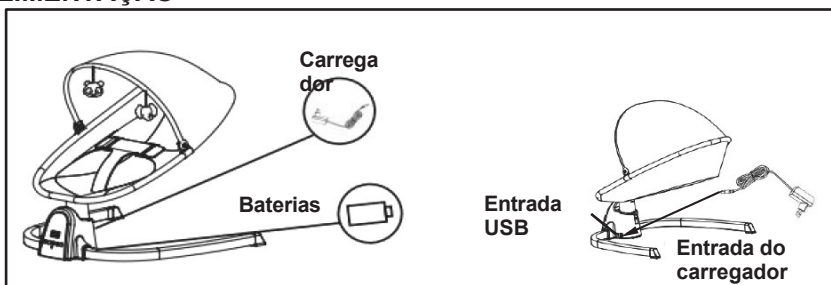 Carrega
dor
Baterias
Entrada
USB
Entrada do
carregador